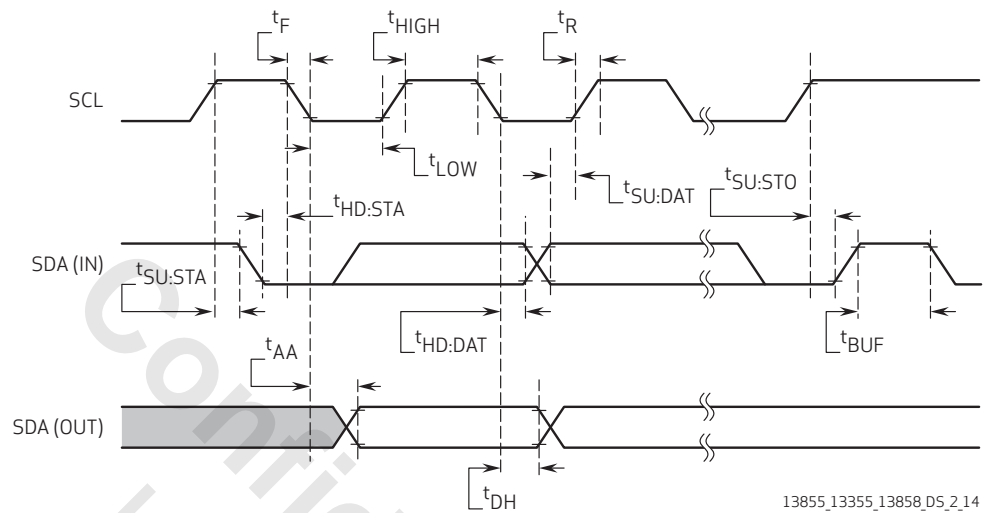 tF
tHIGH
tR
SCL
tLOW
tSU:DAT
tSU:STO
tHD:STA
SDA (IN)
tSU:STA
tHD:DAT
tBUF
tAA
SDA (OUT)
tDH
13855_13355_13858_DS_2_14
Confid